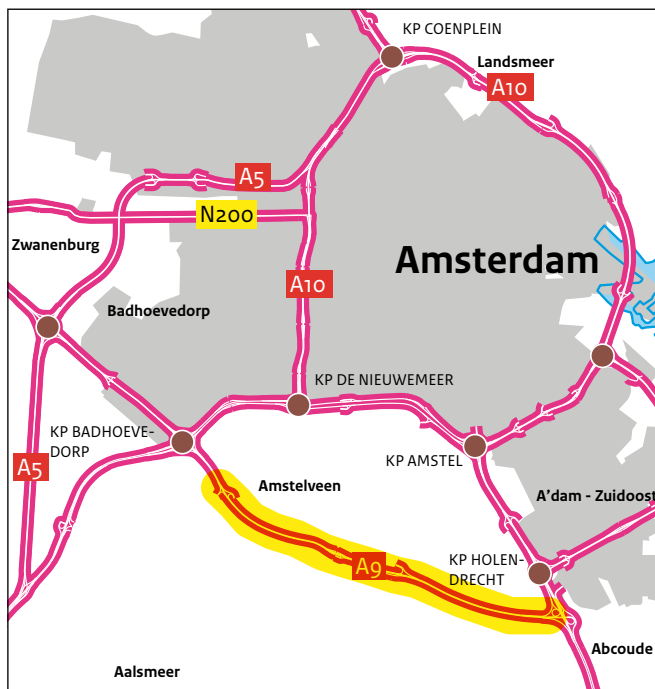 KP COENPLEIN
Landsmeer
A10
A5
N200
Zwanenburg
Amsterdam
A10
Badhoevedorp
KP DE NIEUWEMEER
KP BADHOEVE-
DORP
KP AMSTEL
A5
Amstelveen
A'dam - Zuidoost
KP HOLEN-
DRECHT
A9
Abcoude
Aalsmeer